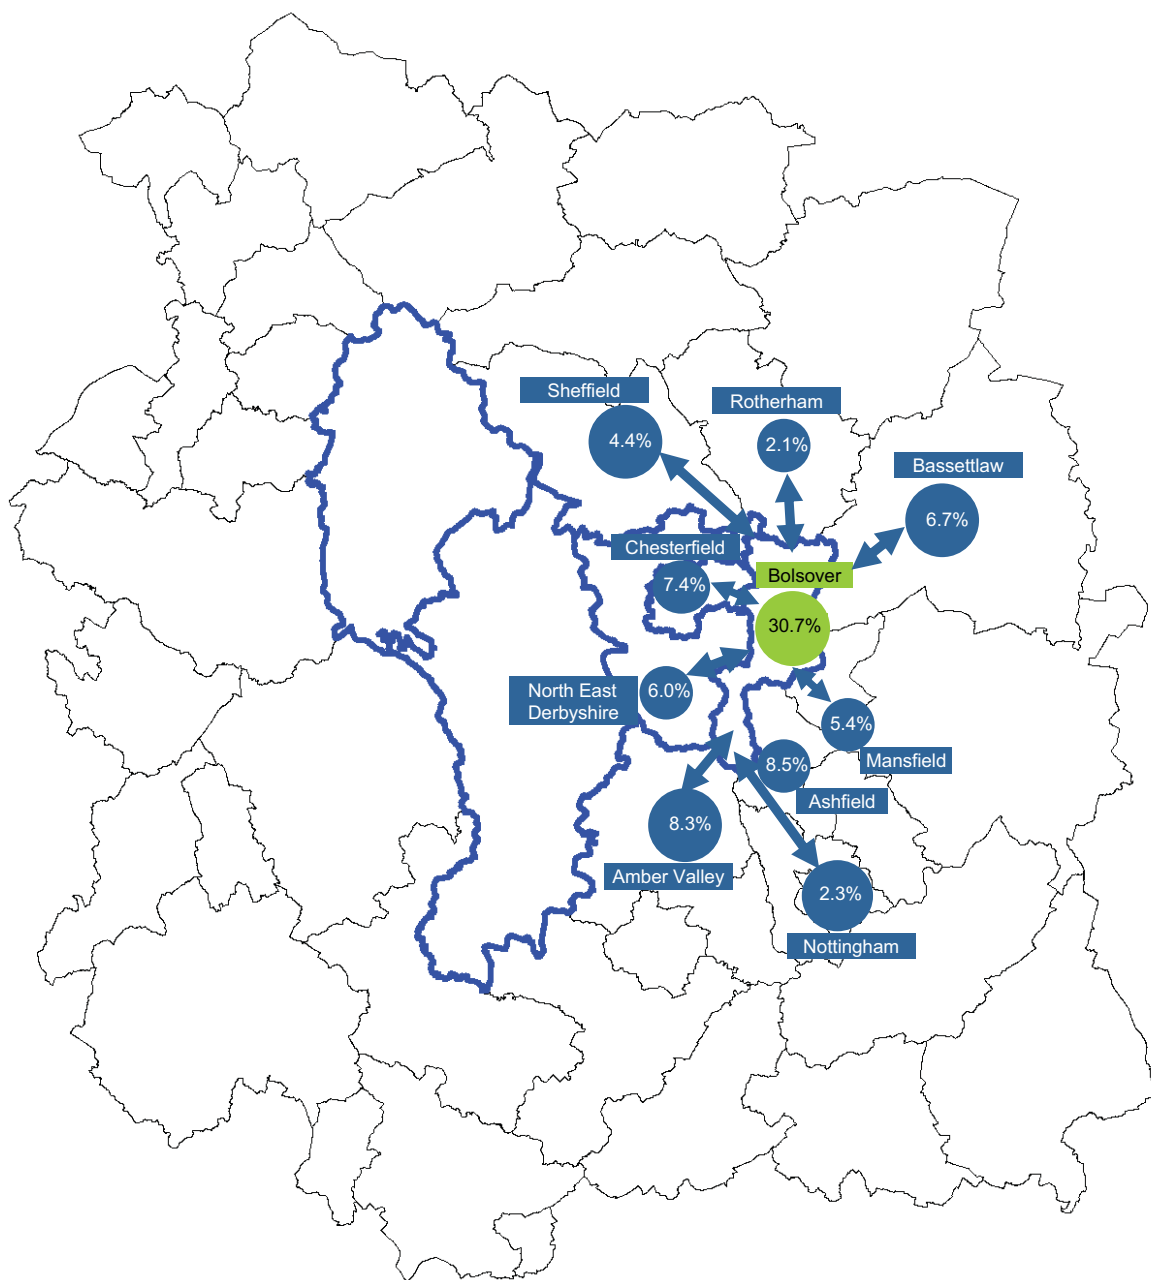 Sheffield
4.4%
Rotherham
2.1%
Bassettlaw
6.7%
Chesterfield
7.4%
Bolsover
30.7%
North East
Derbyshire
6.0%
5.4%
Mansfield
8.5%
Ashfield
8.3%
Amber Valley
2.3%
Nottingham